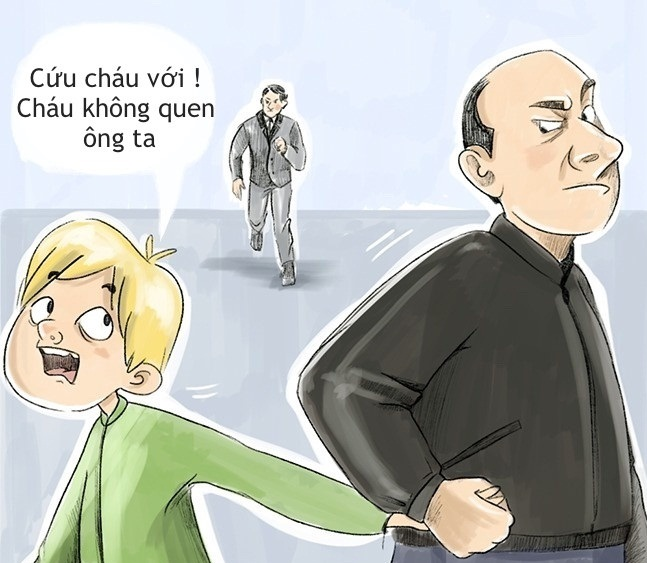 Cứu cháu với !
Cháu không quen
ông ta